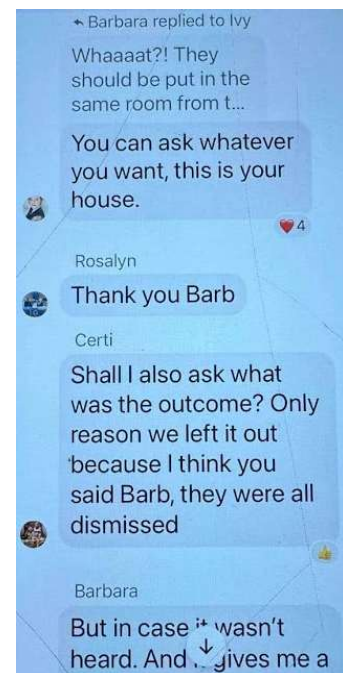 Barbara replied to Ivy
Whaaaat?! They
should be put in the
same room from t...
You can ask whatever
you want, this is your
house.
4
Rosalyn
Thank you Barb
Certi
Shall I also ask what
was the outcome? Only
reason we left it out
because I think you
said Barb, they were all
dismissed
Barbara
But in case it wasn't
heard. And it gives me a